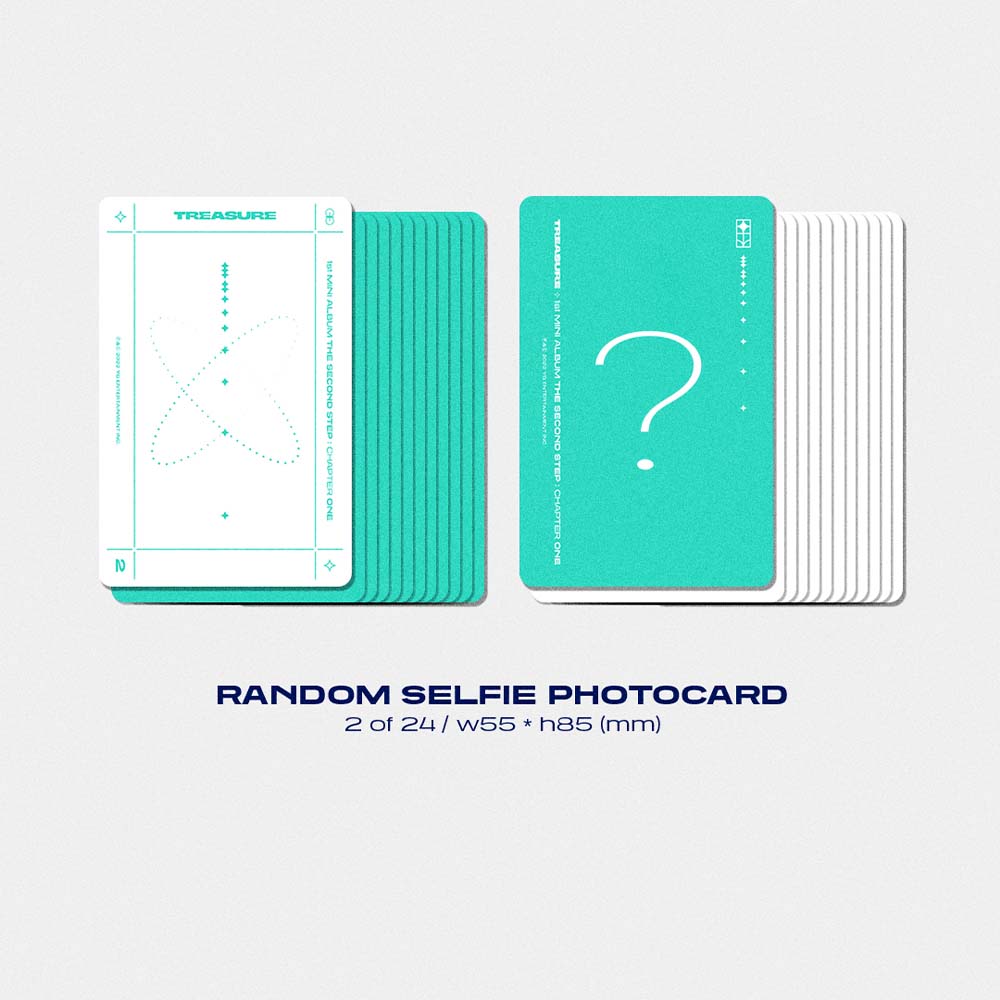 TREASURE
1st MINI ALBUM THE SECOND STEP : CHAPTER ONE
℗&© 2022 YG ENTERTAINMENT INC.
2
TREASURE ✧ 1st MINI ALBUM THE SECOND STEP : CHAPTER ONE
℗&© 2022 YG ENTERTAINMENT INC.
?
RANDOM SELFIE PHOTOCARD
2 of 24 / w55 * h85 (mm)